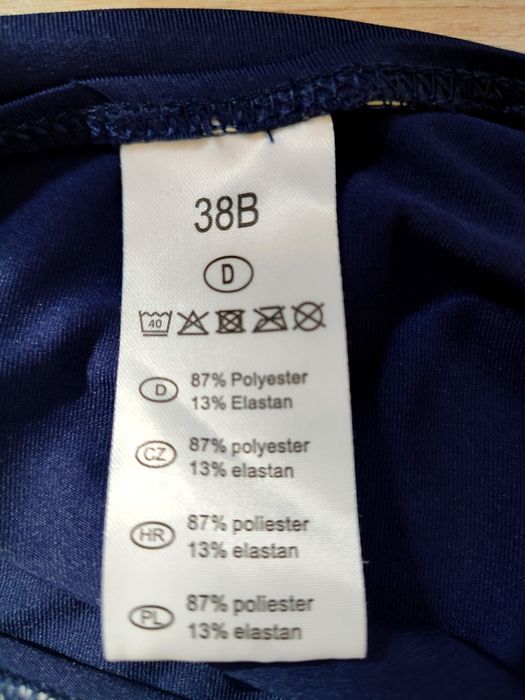 38B
D
40
D 87% Polyester
13% Elastan
CZ 87% polyester
13% elastan
HR 87% poliester
13% elastan
PL 87% poliester
13% elastan